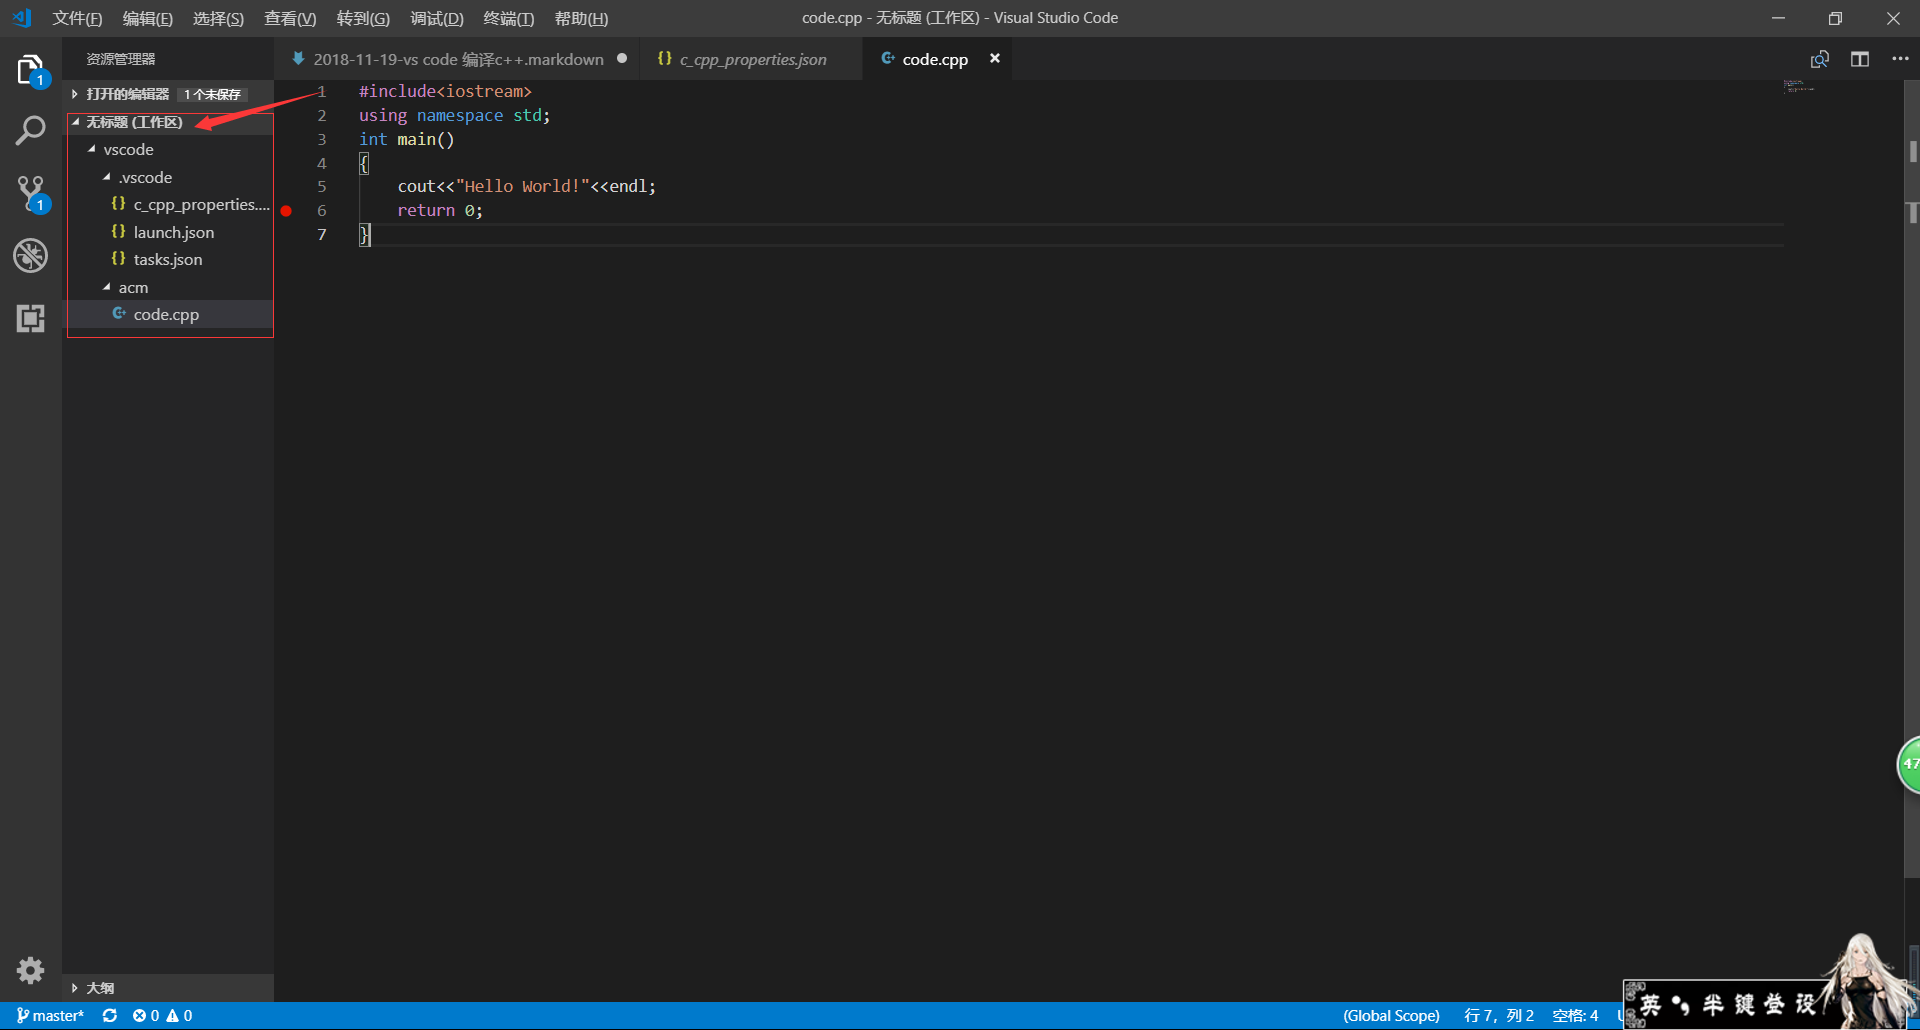 文件(F) 编辑(E) 选择(S) 查看(V) 转到(G) 调试(D) 终端(T) 帮助(H)
code.cpp - 无标题 (工作区) - Visual Studio Code
资源管理器
2018-11-19-vs code 编译c++.markdown
c_cpp_properties.json
code.cpp
打开的编辑器 1 个未保存
无标题 (工作区)
vscode
.vscode
c_cpp_properties....
launch.json
tasks.json
acm
code.cpp
大纲
1
1
1 #include<iostream>
2 using namespace std;
3 int main()
4 {
5 cout<<"Hello World!"<<endl;
6 return 0;
7 }
47
master* 0 0
(Global Scope) 行 7，列 2 空格: 4
英 半 键 登 设